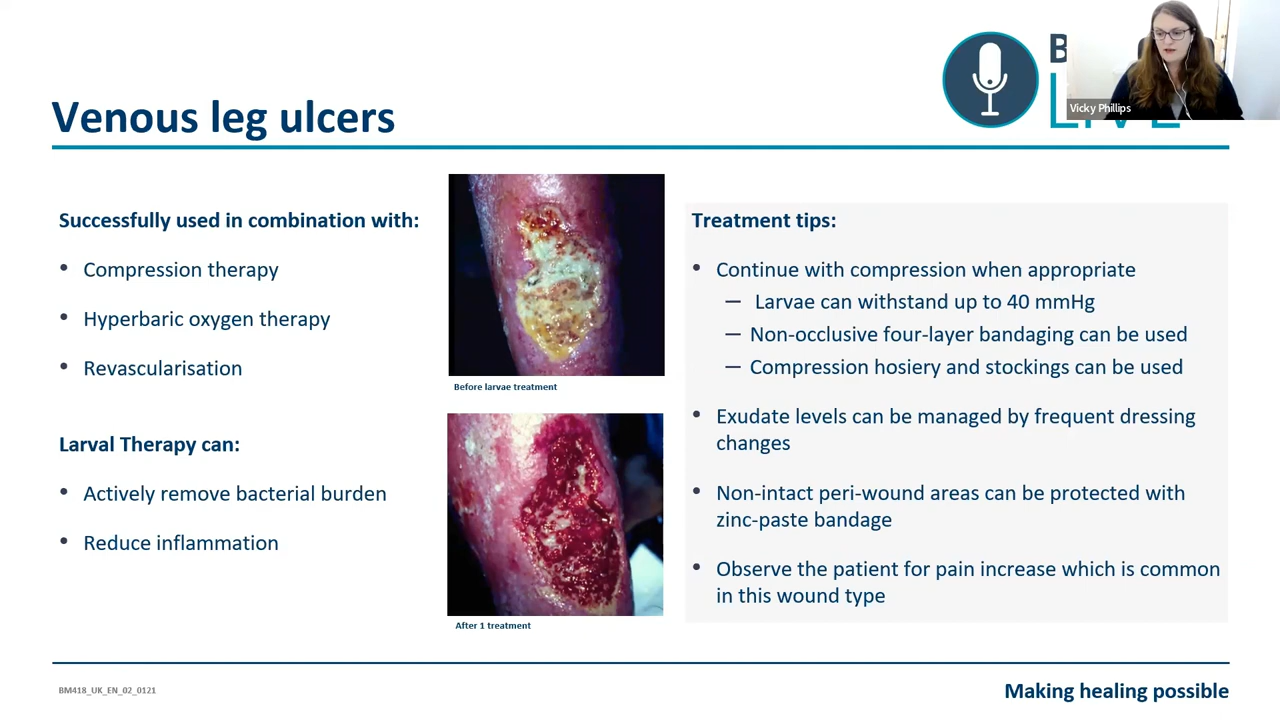 Venous leg ulcers
Vicky Phillips
Successfully used in combination with:
• Compression therapy
• Hyperbaric oxygen therapy
• Revascularisation
Larval Therapy can:
• Actively remove bacterial burden
• Reduce inflammation
Before larvae treatment
After 1 treatment
Treatment tips:
• Continue with compression when appropriate
— Larvae can withstand up to 40 mmHg
— Non-occlusive four-layer bandaging can be used
— Compression hosiery and stockings can be used
• Exudate levels can be managed by frequent dressing
changes
• Non-intact peri-wound areas can be protected with
zinc-paste bandage
• Observe the patient for pain increase which is common
in this wound type
BM418_UK_EN_02_0121
Making healing possible